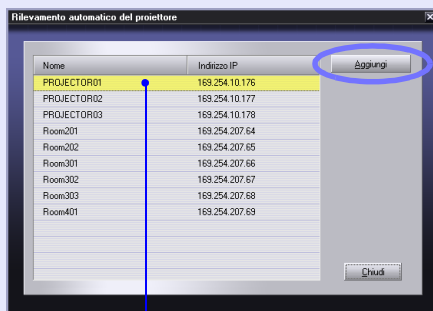 Rilevamento automatico del proiettore
Nome Indirizzo IP Aggiungi
PROJECTOR01 169.254.10.176
PROJECTOR02 169.254.10.177
PROJECTOR03 169.254.10.178
Room201 169.254.207.64
Room202 169.254.207.65
Room301 169.254.207.66
Room302 169.254.207.67
Room303 169.254.207.68
Room401 169.254.207.69
Chiudi